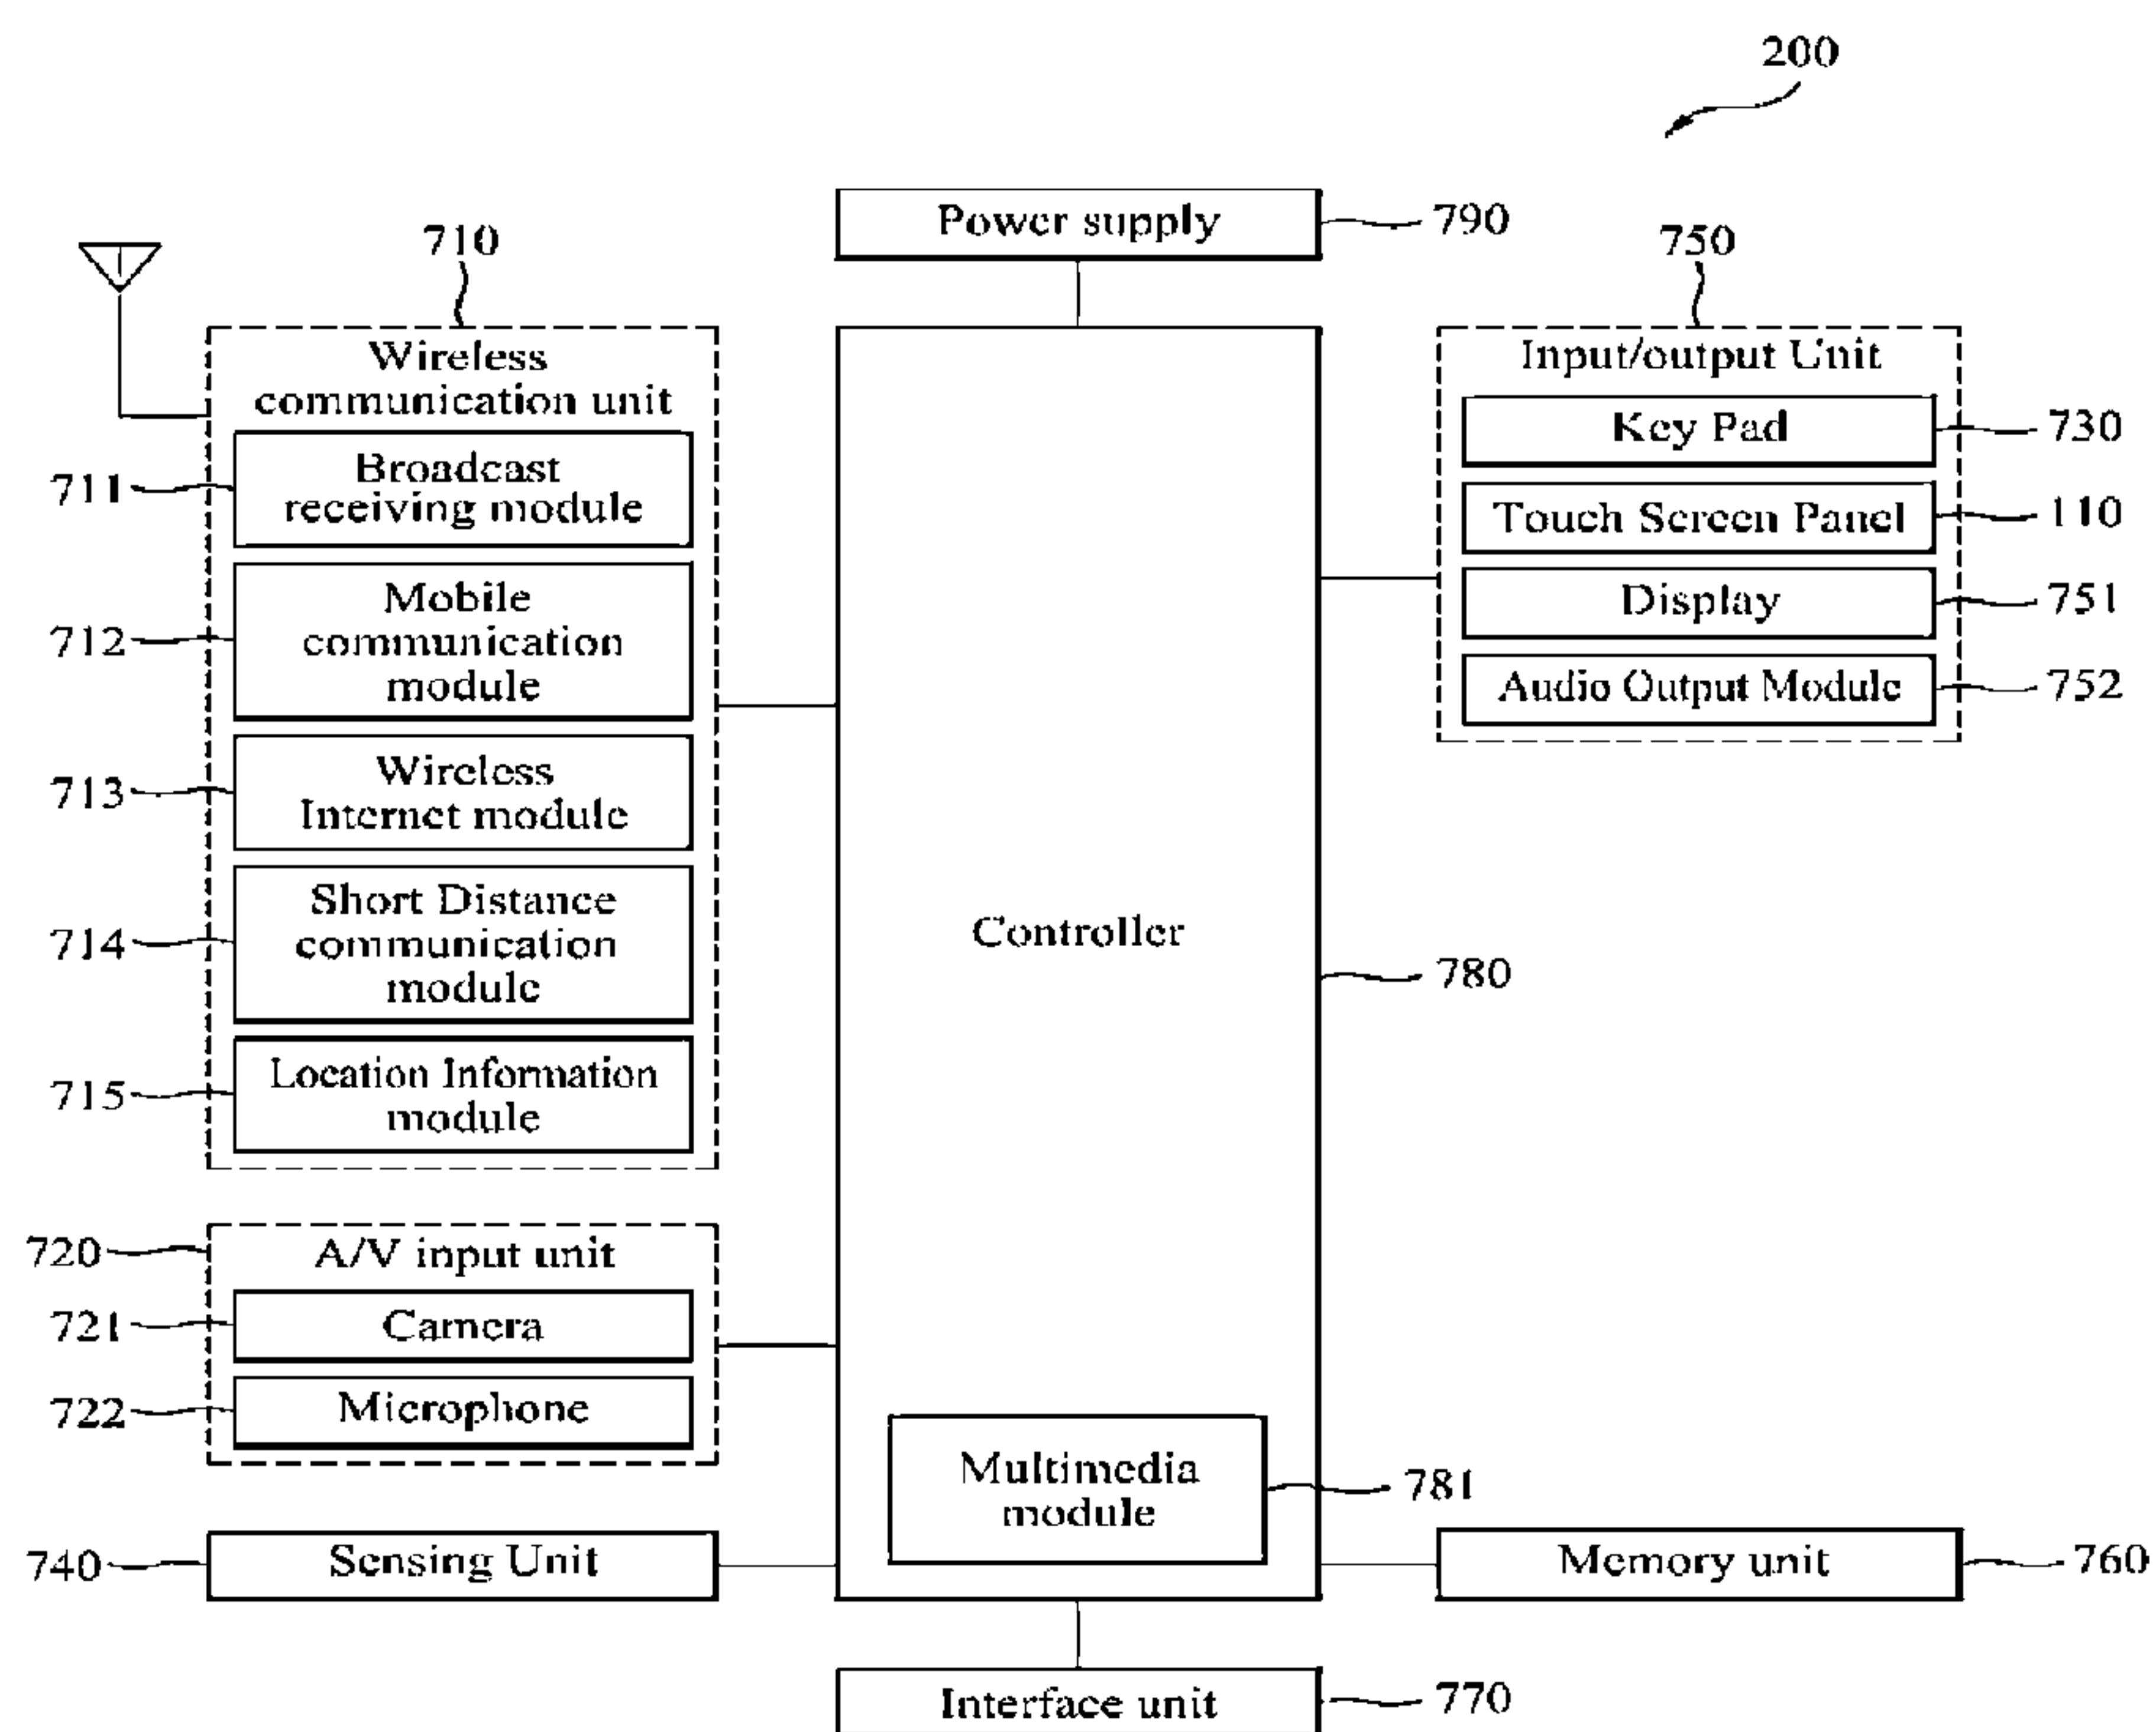 200
Power supply
790
710
Wireless
communication unit
711
Broadcast
receiving module
712
Mobile
communication
module
713
Wireless
Internet module
714
Short Distance
communication
module
715
Location Information
module
720
A/V input unit
721
Camera
722
Microphone
740
Sensing Unit
Controller
780
Multimedia
module
781
750
Input/output Unit
Key Pad
730
Touch Screen Panel
110
Display
751
Audio Output Module
752
Memory unit
760
Interface unit
770